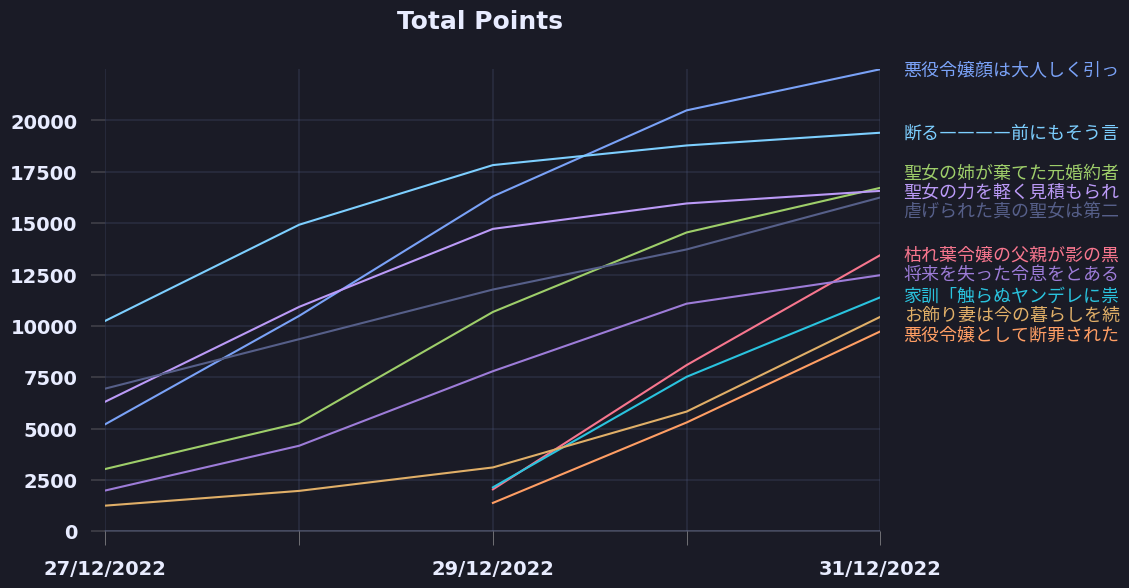 Total Points
20000
17500
15000
12500
10000
7500
5000
2500
0
27/12/2022
29/12/2022
31/12/2022
悪役令嬢顔は大人しく引っ
断る――――前にもそう言
聖女の姉が棄てた元婚約者
聖女の力を軽く見積もられ
虐げられた真の聖女は第二
枯れ葉令嬢の父親が影の黒
将来を失った令息をとある
家訓「触らぬヤンデレに祟
お飾り妻は今の暮らしを続
悪役令嬢として断罪された